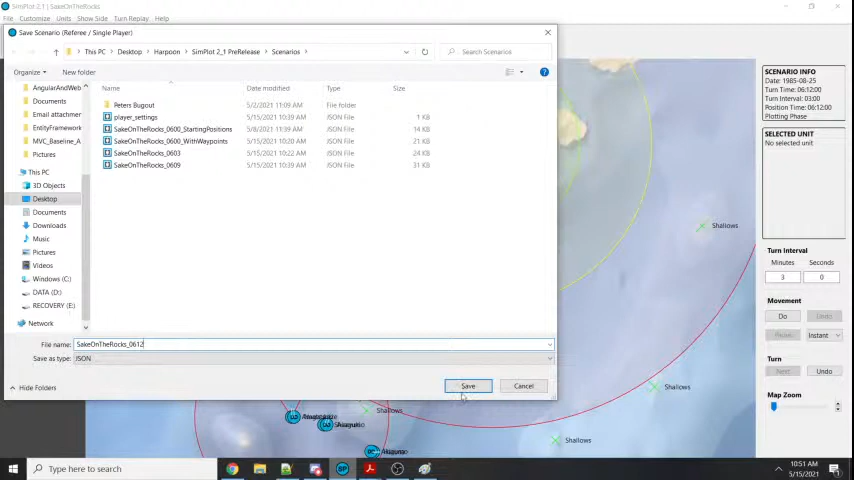 SimPlot 2.1 | SakeOnTheRocks
File Customize Units Show Side Turn Replay Help
Save Scenario (Referee / Single Player)
This PC > Desktop > Harpoon > SimPlot 2_1 PreRelease > Scenarios >
Search Scenarios
Organize New folder
Name Date modified Type Size
AngularAndWeb
Documents
Email attachmen
EntityFramework
MVC_Baseline_A
Pictures
This PC
3D Objects
Desktop
Documents
Downloads
Music
Pictures
Videos
Windows (C:)
DATA (D:)
RECOVERY (E:)
Network
Peters Bugout 5/2/2021 11:09 AM File folder
player_settings 5/15/2021 10:39 AM JSON File 1 KB
SakeOnTheRocks_0600_StartingPositions 5/8/2021 11:39 AM JSON File 14 KB
SakeOnTheRocks_0600_WithWaypoints 5/15/2021 10:20 AM JSON File 21 KB
SakeOnTheRocks_0603 5/15/2021 10:22 AM JSON File 24 KB
SakeOnTheRocks_0609 5/15/2021 10:39 AM JSON File 31 KB
File name: SakeOnTheRocks_0612
Save as type: JSON
Hide Folders
Save Cancel
Shallows
Shallows
Shallows
Shallows
SCENARIO INFO
Date: 1985-08-25
Turn Time: 06:12:00
Turn Interval: 03:00
Position Time: 06:12:00
Plotting Phase
SELECTED UNIT
No selected unit
Turn Interval
Minutes Seconds
3 0
Movement
Do Undo
Pause Instant
Turn
Next Undo
Map Zoom
Type here to search
10:51 AM
5/15/2021